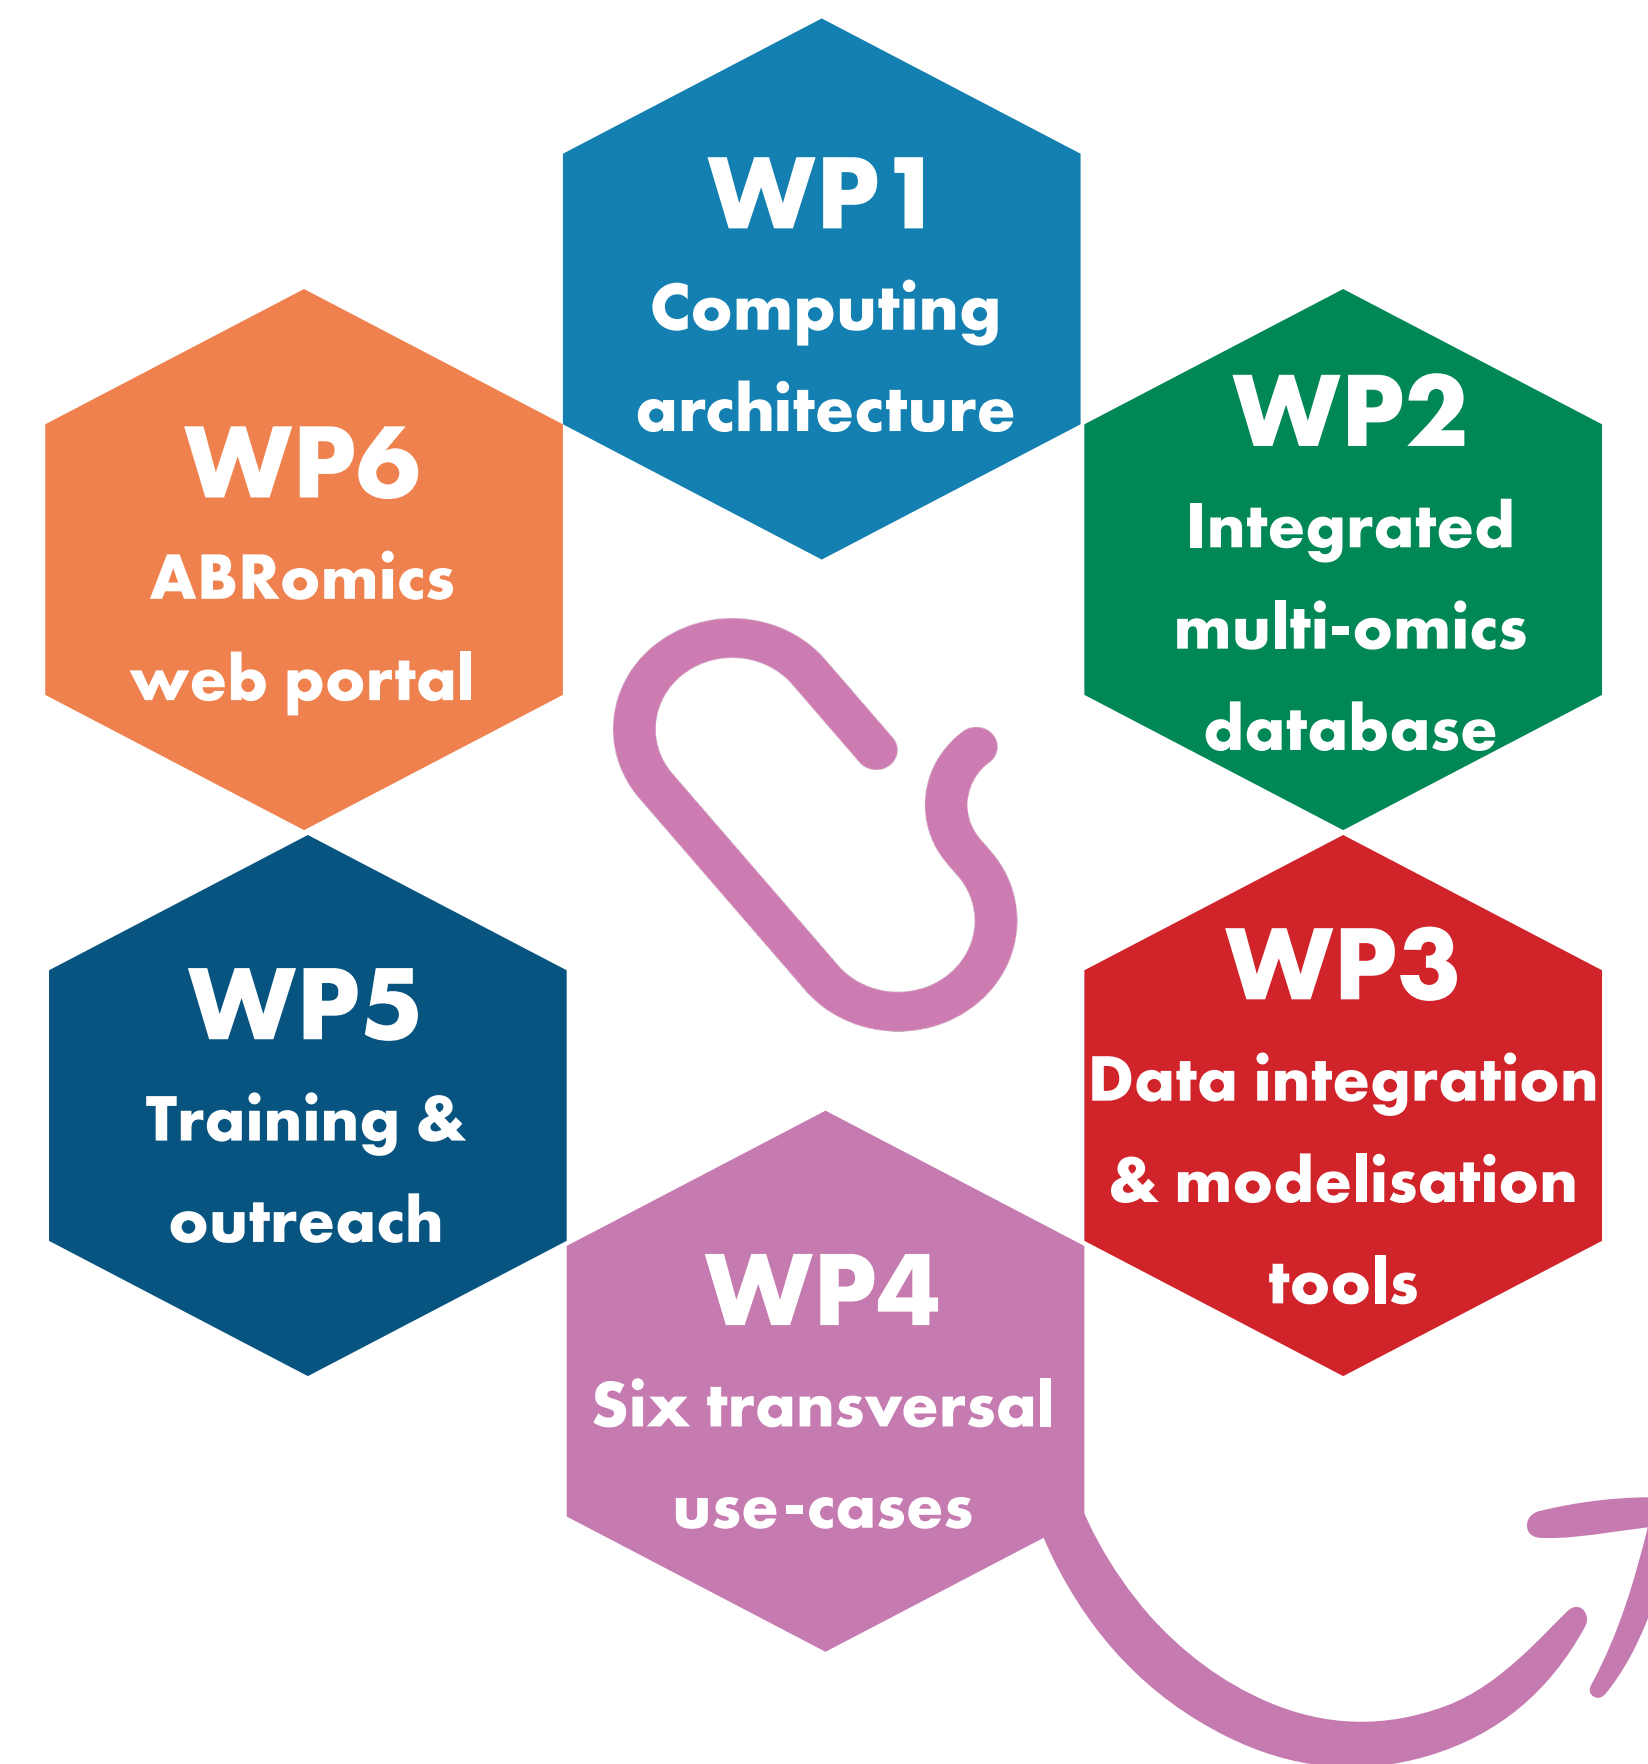 WP1
Computing
architecture
WP2
Integrated
multi-omics
database
WP3
Data integration
& modelisation
tools
WP4
Six transversal
use-cases
WP5
Training &
outreach
WP6
ABRomics
web portal